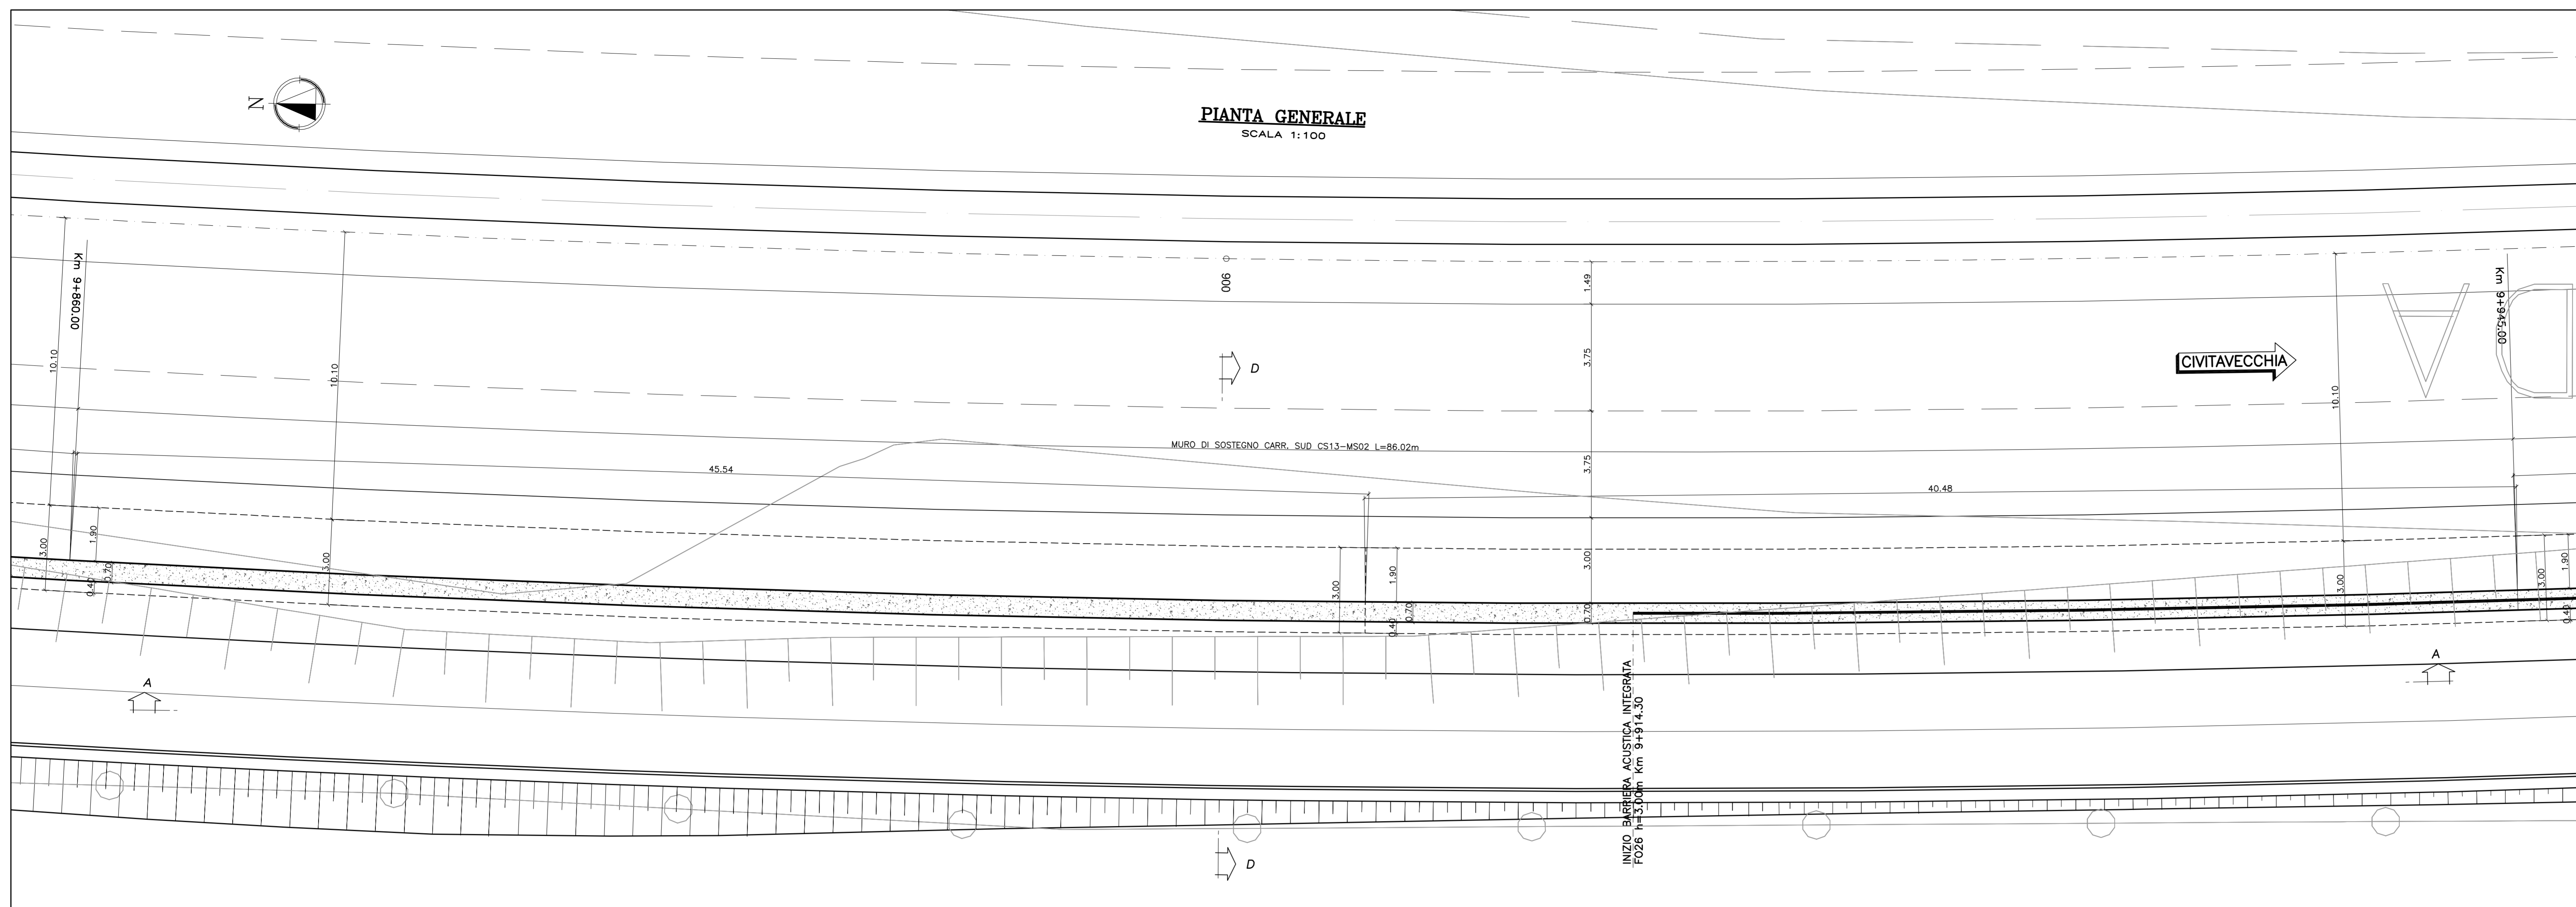 N
PIANTA GENERALE
SCALA 1:100
Km 9+860.00
10.10
10.10
900
1.49
Km 9+945.00
3.75
D
CIVITAVECCHIA
10.10
DA
MURO DI SOSTEGNO CARR. SUD CS13-MS02 L=86.02m
45.54
3.75
40.48
1.90
3.00
0.40
0.70
3.00
3.00
1.90
0.40
0.70
3.00
0.70
3.00
3.00
1.90
0.40
A
A
INIZIO BARRIERA ACUSTICA INTEGRATA
FO26 h=3.00m Km 9+914.30
D